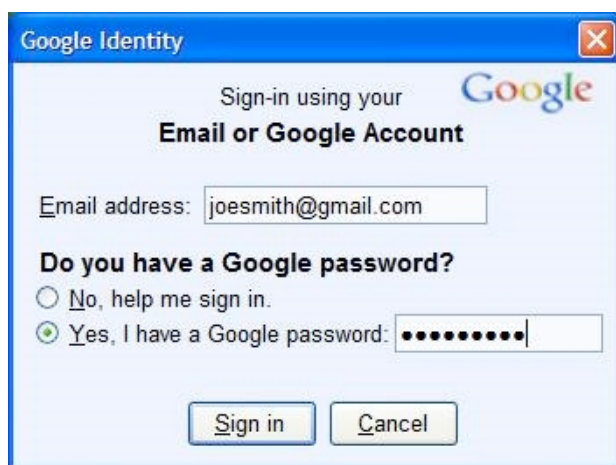 Google Identity
Google
Sign-in using your
Email or Google Account
Email address: joesmith@gmail.com
Do you have a Google password?
No, help me sign in.
Yes, I have a Google password: ●●●●●●●●●
Sign in Cancel